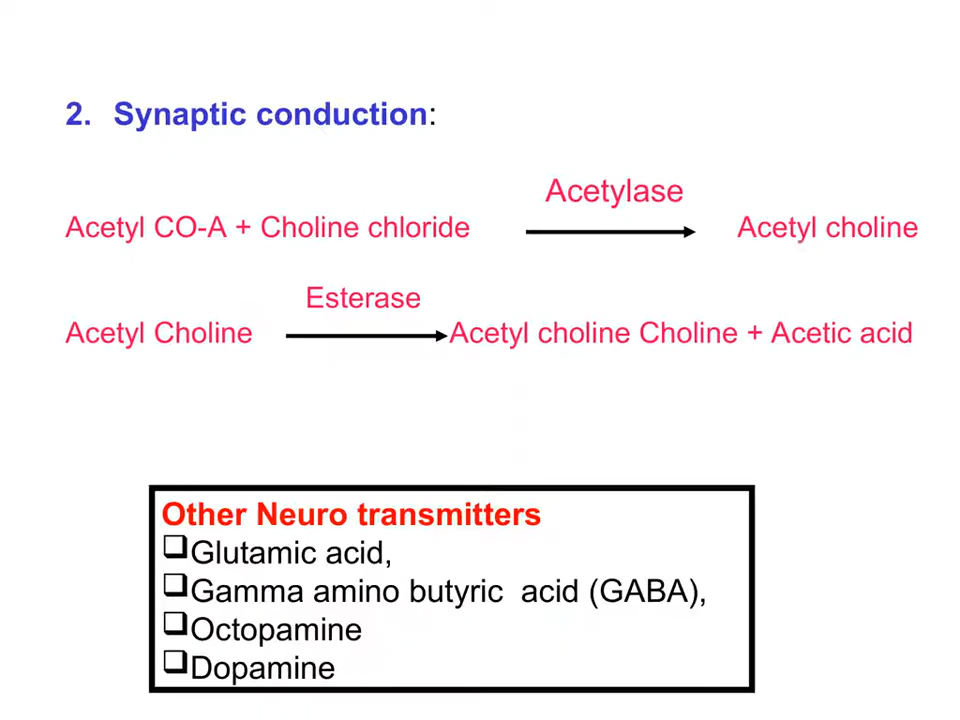 2. Synaptic conduction:
Acetylase
Acetyl CO-A + Choline chloride Acetyl choline
Esterase
Acetyl Choline Acetyl choline Choline + Acetic acid
Other Neuro transmitters
❑Glutamic acid,
❑Gamma amino butyric acid (GABA),
❑Octopamine
❑Dopamine